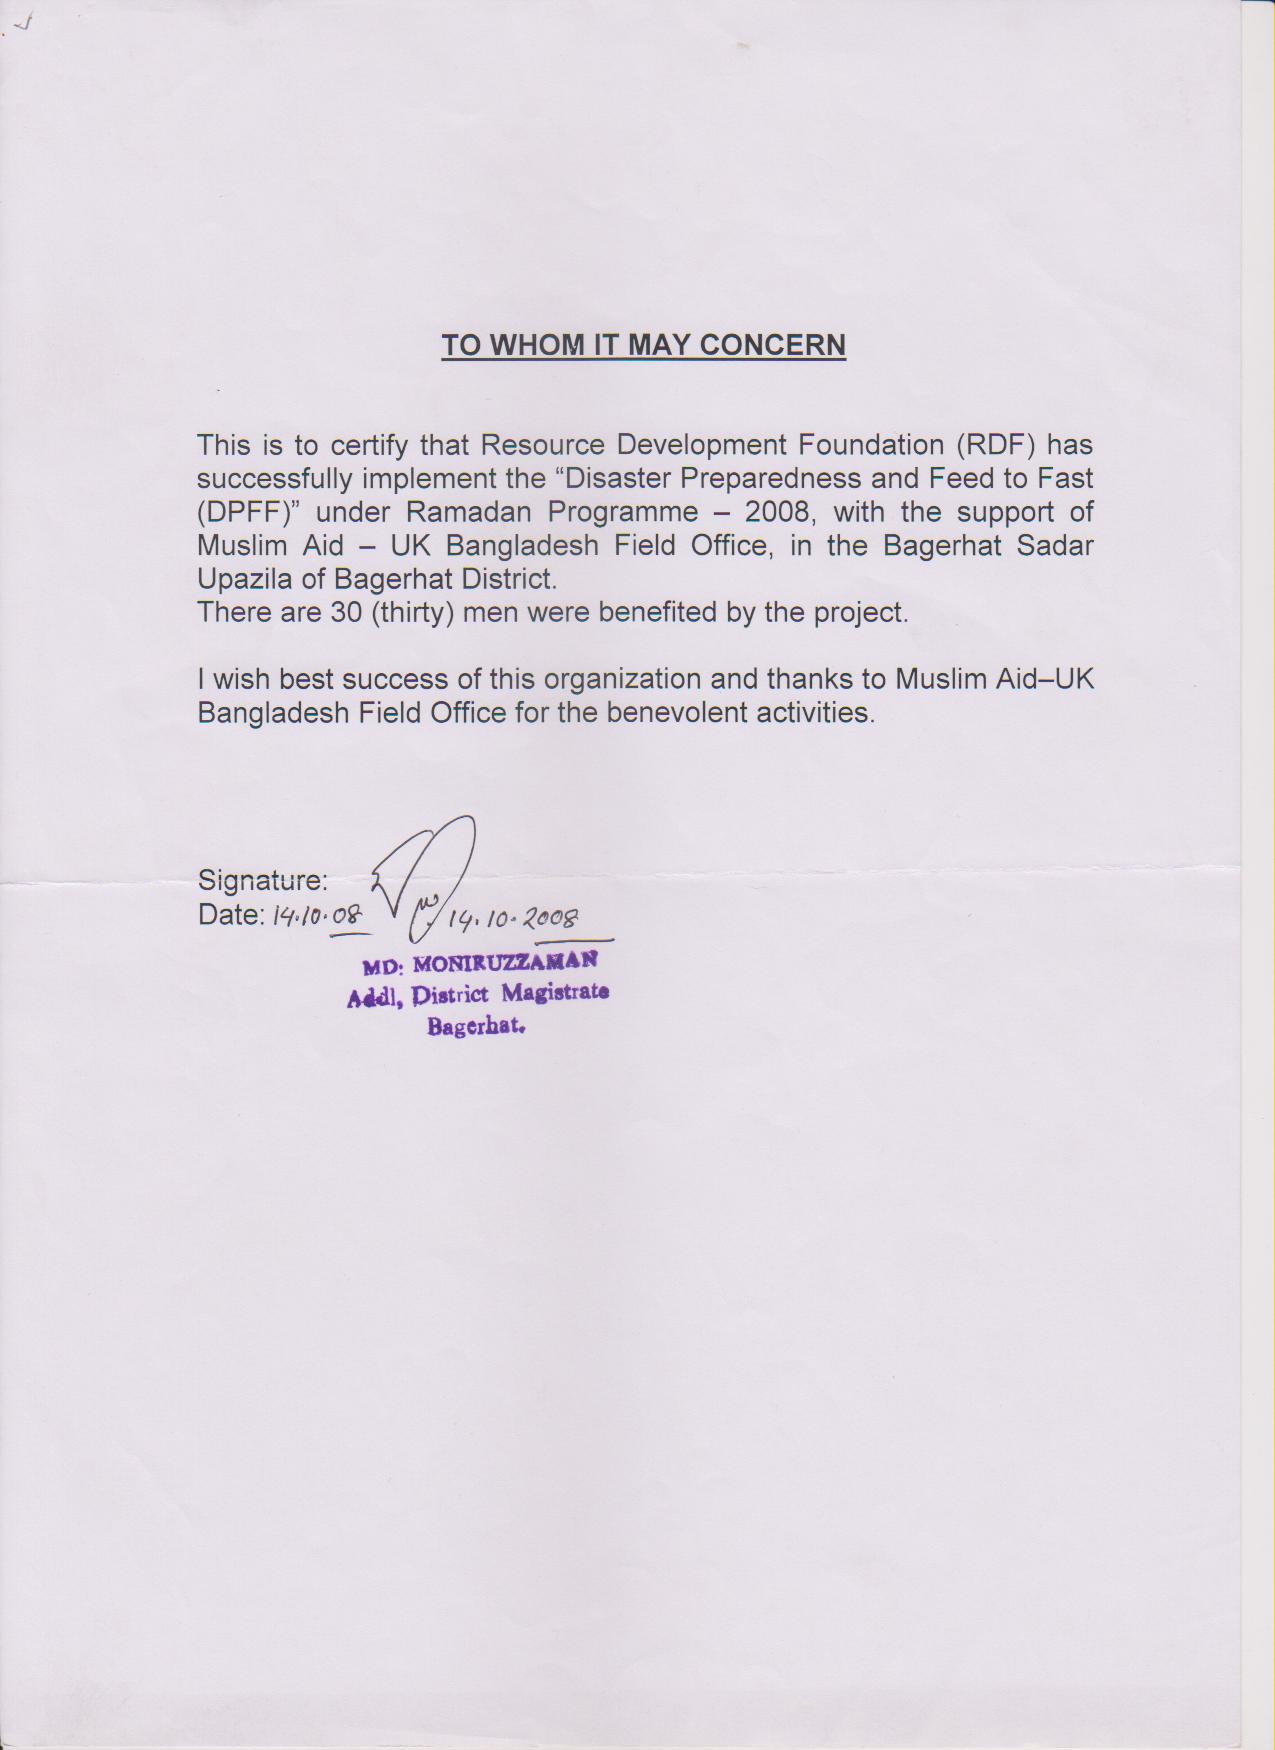 TO WHOM IT MAY CONCERN
This is to certify that Resource Development Foundation (RDF) has
successfully implement the “Disaster Preparedness and Feed to Fast
(DPFF)” under Ramadan Programme – 2008, with the support of
Muslim Aid – UK Bangladesh Field Office, in the Bagerhat Sadar
Upazila of Bagerhat District.
There are 30 (thirty) men were benefited by the project.
I wish best success of this organization and thanks to Muslim Aid–UK
Bangladesh Field Office for the benevolent activities.
Signature:
Date: 14.10.08 14.10.2008
MD: MONIRUZZAMAN
Addl, District Magistrate
Bagerhat.